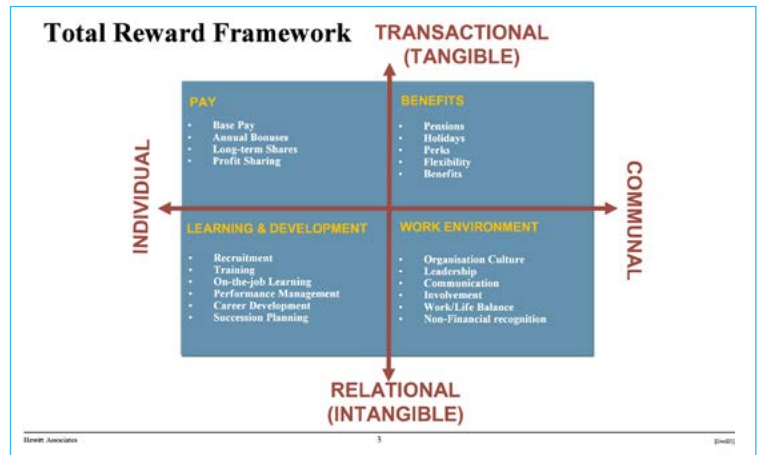 Total Reward Framework
TRANSACTIONAL
(TANGIBLE)
PAY
• Base Pay
• Annual Bonuses
• Long-term Shares
• Profit Sharing
BENEFITS
• Pensions
• Holidays
• Perks
• Flexibility
• Benefits
INDIVIDUAL
COMMUNAL
LEARNING & DEVELOPMENT
• Recruitment
• Training
• On-the-job Learning
• Performance Management
• Career Development
• Succession Planning
WORK ENVIRONMENT
• Organisation Culture
• Leadership
• Communication
• Involvement
• Work/Life Balance
• Non-Financial recognition
RELATIONAL
(INTANGIBLE)
Hewitt Associates
3